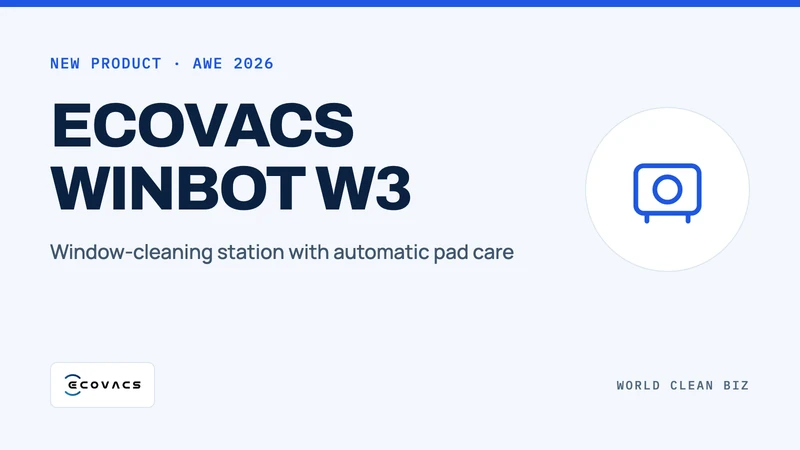 NEW PRODUCT · AWE 2026
ECOVACS
WINBOT W3
Window-cleaning station with automatic pad care
ECOVACS
WORLD CLEAN BIZ